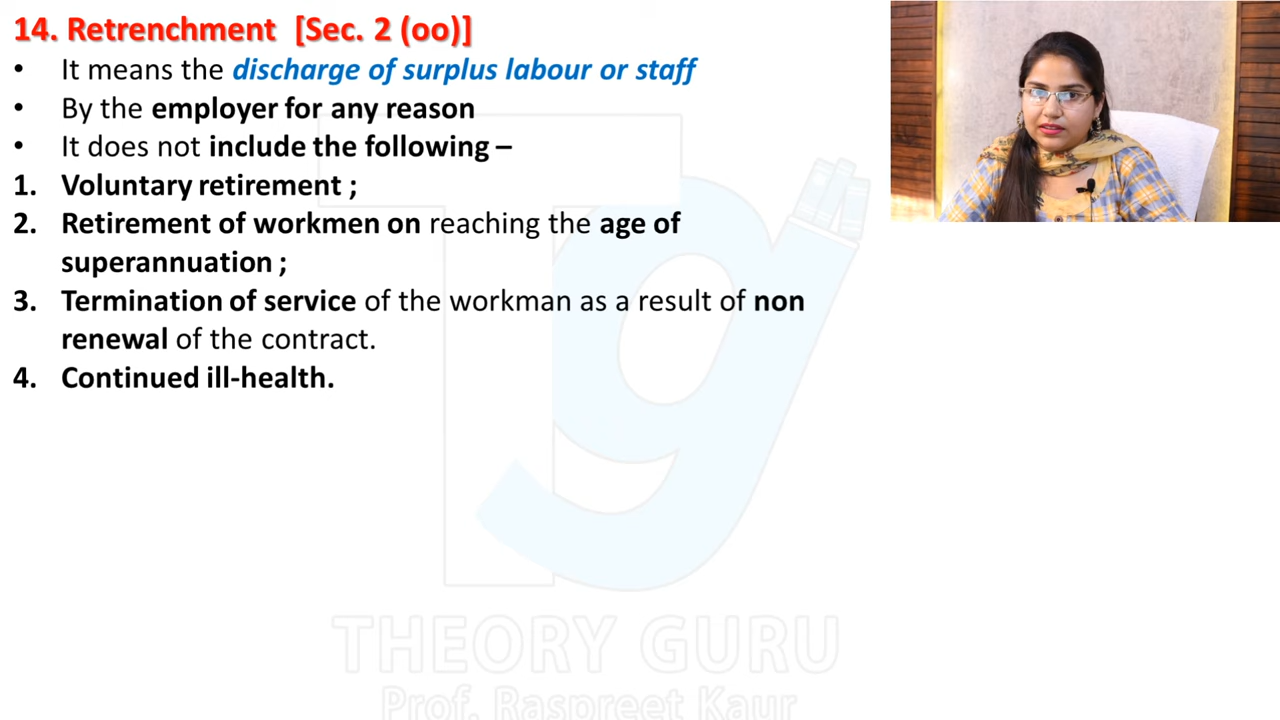 14. Retrenchment [Sec. 2 (oo)]
• It means the discharge of surplus labour or staff
• By the employer for any reason
• It does not include the following –
1. Voluntary retirement ;
2. Retirement of workmen on reaching the age of
superannuation ;
3. Termination of service of the workman as a result of non
renewal of the contract.
4. Continued ill-health.
Tg
THEORY GURU
Prof. Raspreet Kaur